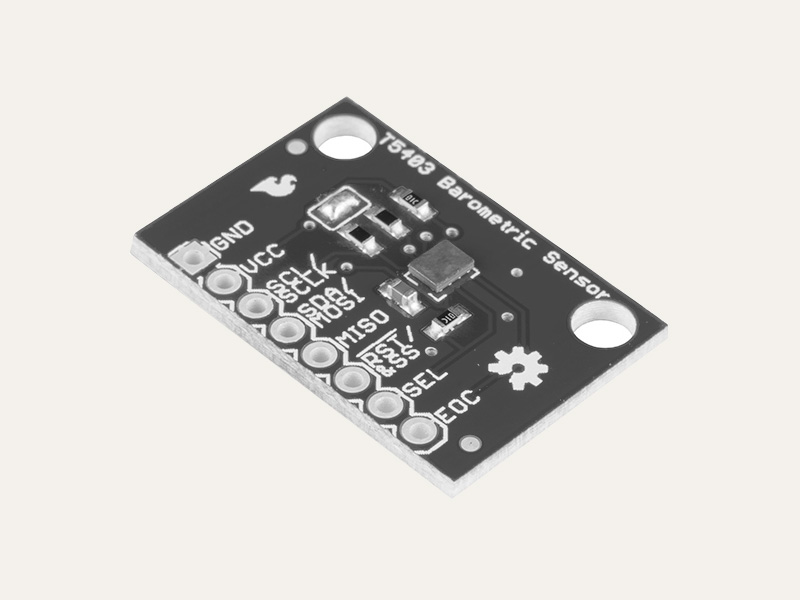 T5403 Barometric Sensor
GND
VCC
SCL/
SCLK
SDA/
MOSI
MISO
RST/
&SS
SEL
EOC